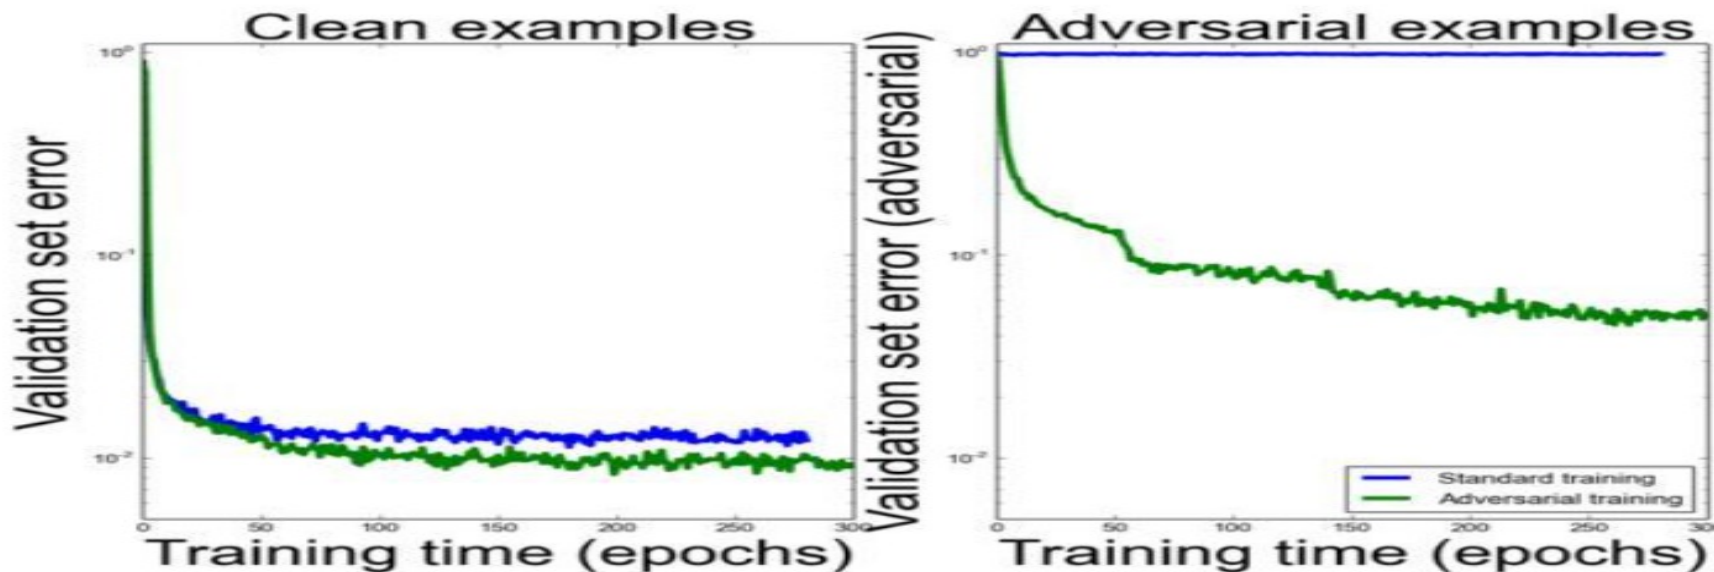 Clean examples
Validation set error
10⁰
10⁻¹
10⁻²
0 50 100 150 200 250 300
Training time (epochs)
Adversarial examples
Validation set error (adversarial)
10⁰
10⁻¹
10⁻²
0 50 100 150 200 250 300
Training time (epochs)
Standard training
Adversarial training